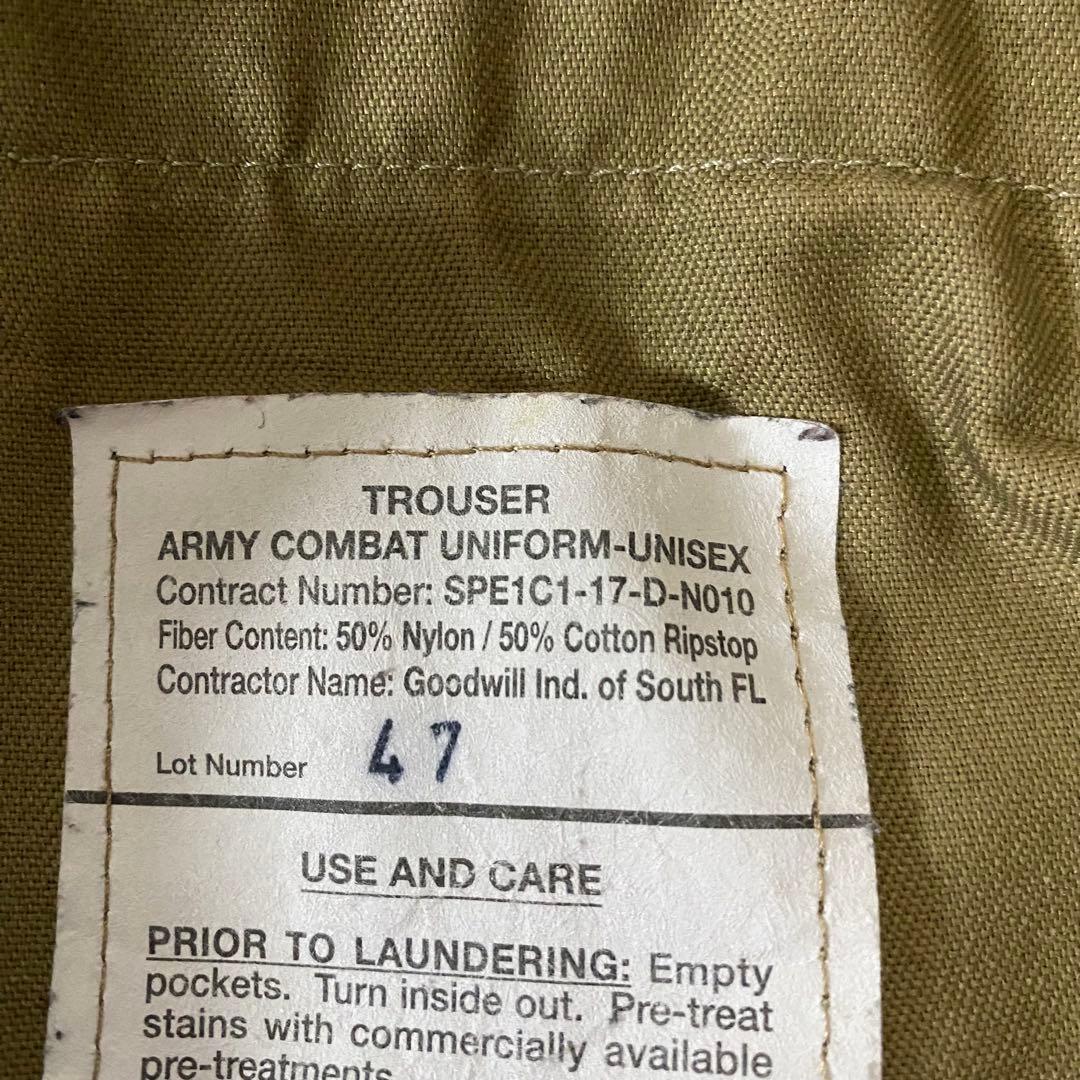 TROUSER
ARMY COMBAT UNIFORM-UNISEX
Contract Number: SPE1C1-17-D-N010
Fiber Content: 50% Nylon / 50% Cotton Ripstop
Contractor Name: Goodwill Ind. of South FL
Lot Number 47
USE AND CARE
PRIOR TO LAUNDERING: Empty
pockets. Turn inside out. Pre-treat
stains with commercially available
pre-treatments